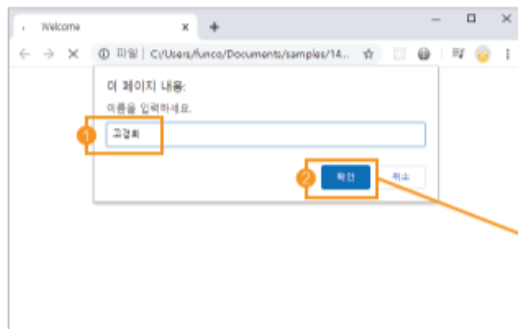 Welcome
파일 C:/Users/funco/Documents/samples/14...
이 페이지 내용:
이름을 입력하세요.
1 고경희
2 확인 취소